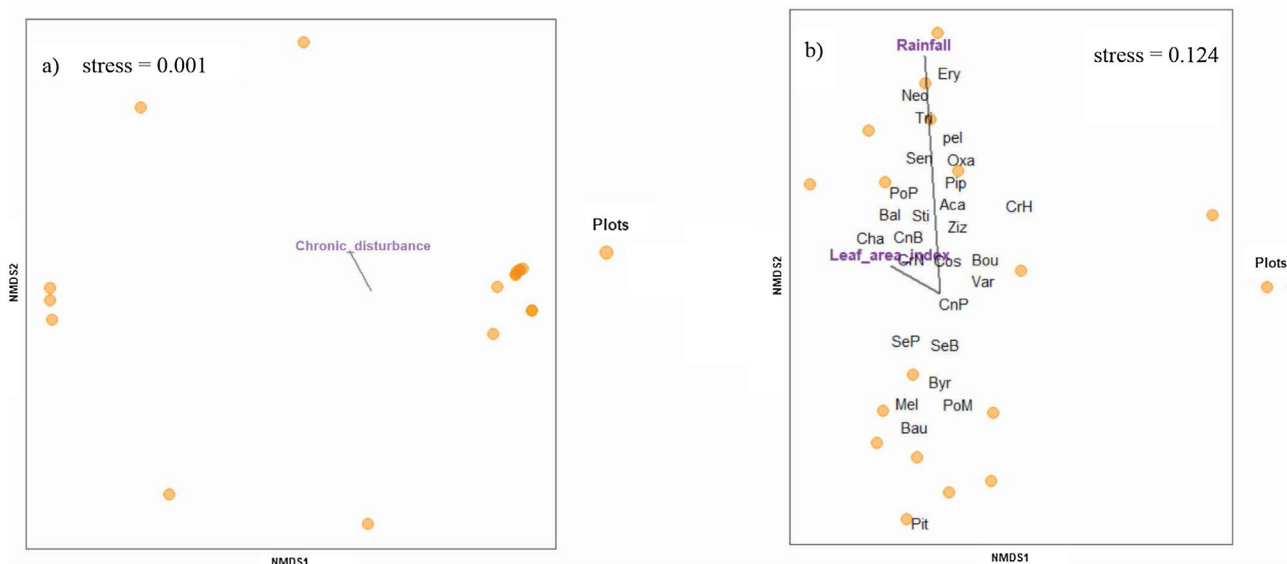 a) stress = 0.001
Chronic_disturbance
NMDS2
NMDS1
Plots
b) stress = 0.124
Rainfall
Ery
Neo
Tri
pel
Sen Oxa
Pip
PoP
Aca CrH
Bal Sti
Ziz
Cha CnB
Leaf_area_index
CrN Cos Bou
Var
CnP
SeP SeB
Byr
Mel PoM
Bau
Pit
NMDS2
NMDS1
Plots